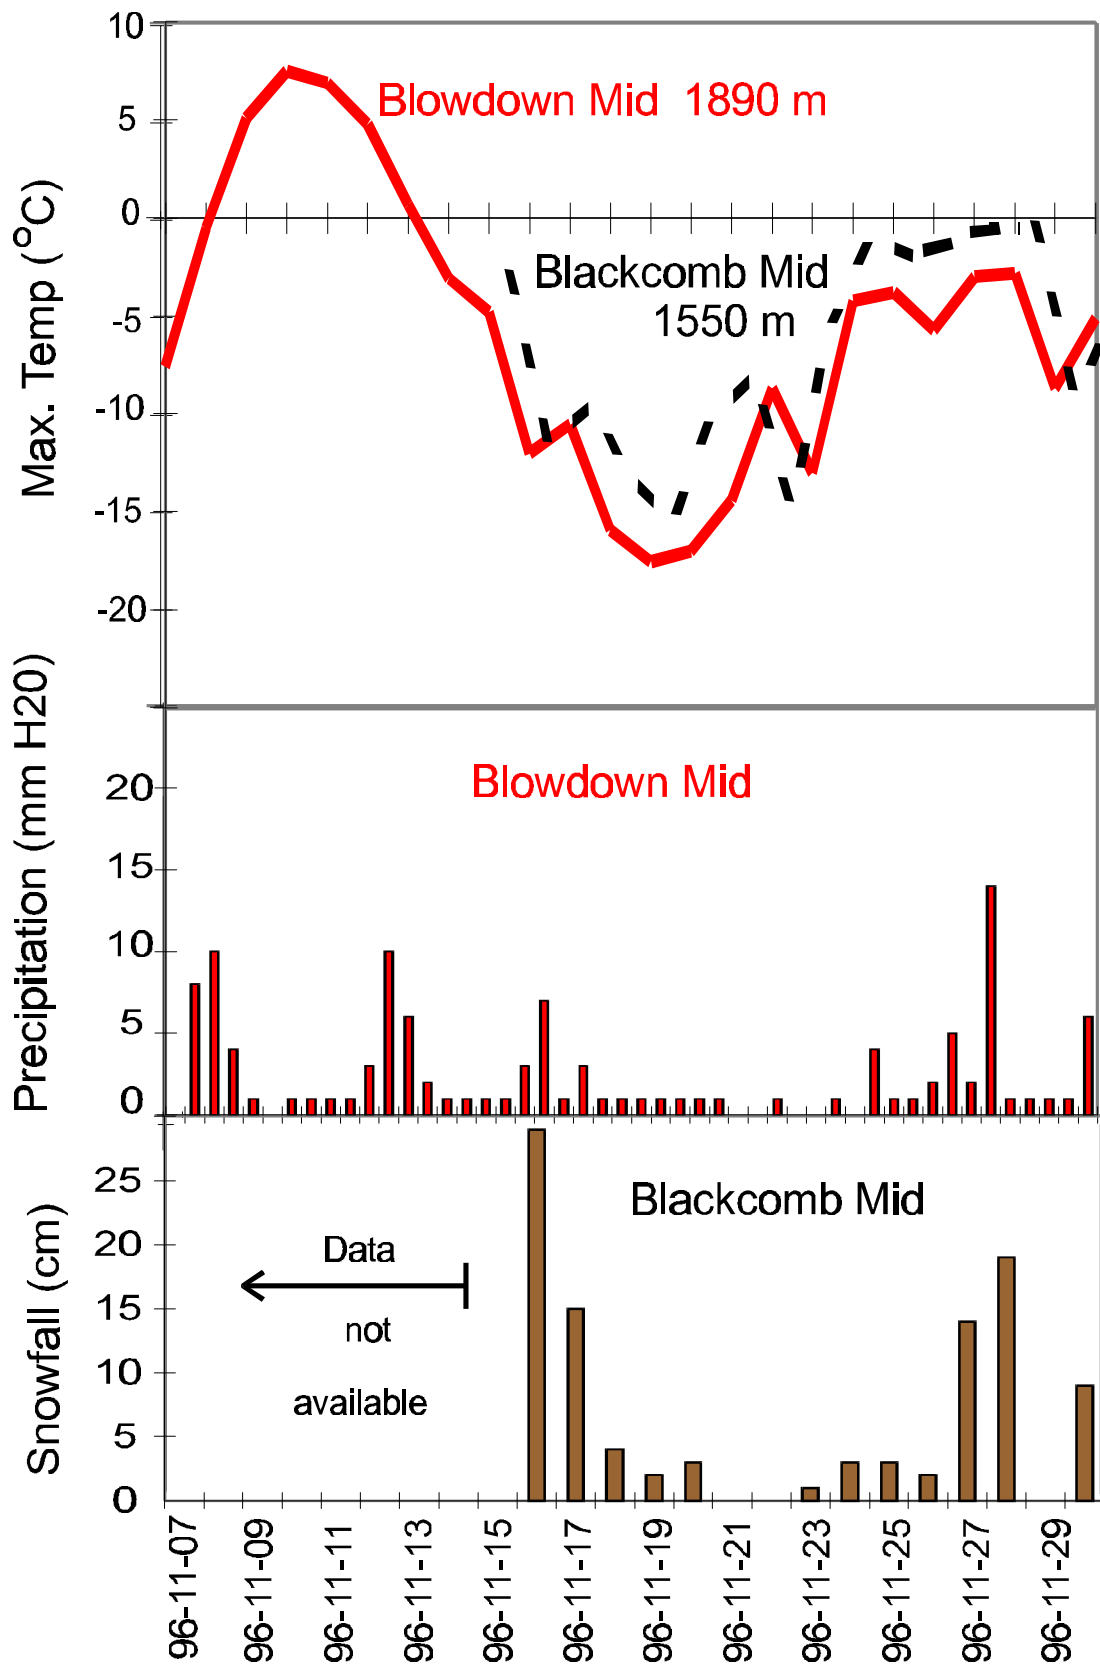 Max. Temp (°C)
10
5
0
-5
-10
-15
-20
Blowdown Mid 1890 m
Blackcomb Mid
1550 m
Precipitation (mm H20)
20
15
10
5
0
Blowdown Mid
Snowfall (cm)
25
20
15
10
5
0
Blackcomb Mid
Data
not
available
96-11-07
96-11-09
96-11-11
96-11-13
96-11-15
96-11-17
96-11-19
96-11-21
96-11-23
96-11-25
96-11-27
96-11-29